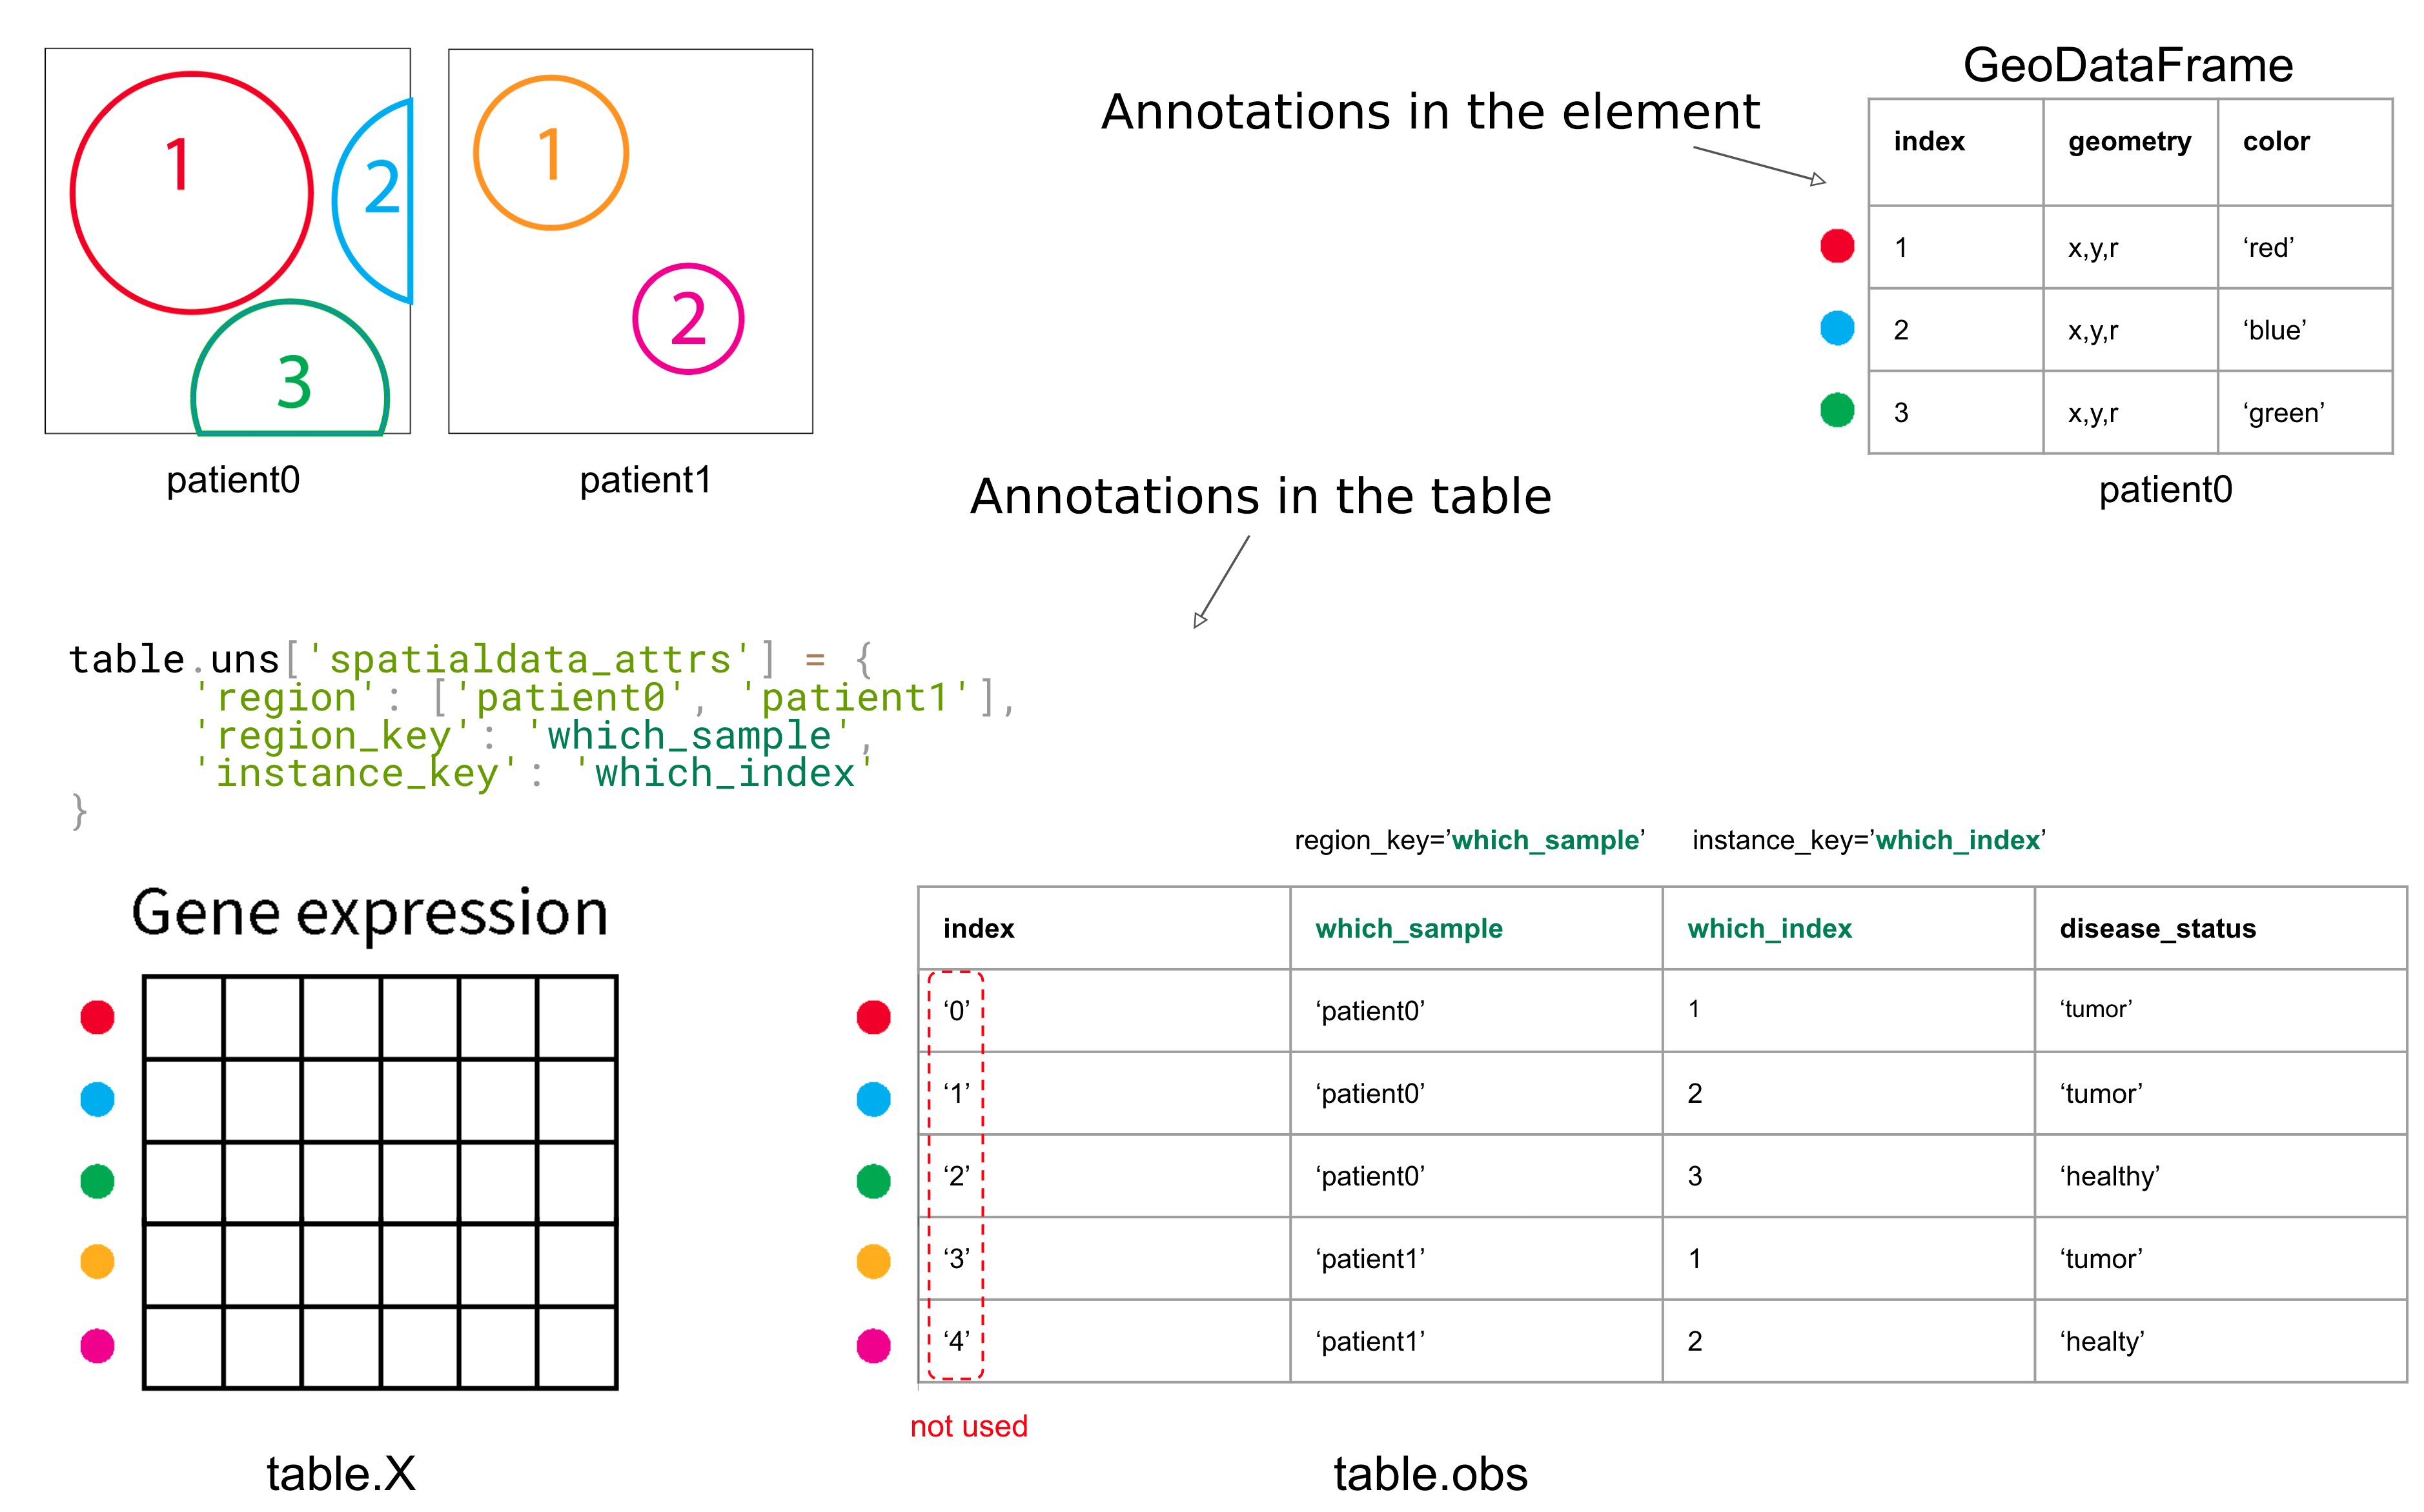 1
2
3
patient0
1
2
patient1
Annotations in the element
GeoDataFrame
index geometry color
1 x,y,r ‘red’
2 x,y,r ‘blue’
3 x,y,r ‘green’
patient0
Annotations in the table
table.uns['spatialdata_attrs'] = {
'region': ['patient0', 'patient1'],
'region_key': 'which_sample',
'instance_key': 'which_index'
}
Gene expression
table.X
region_key=’which_sample’ instance_key=’which_index’
index which_sample which_index disease_status
‘0’ ‘patient0’ 1 ‘tumor’
‘1’ ‘patient0’ 2 ‘tumor’
‘2’ ‘patient0’ 3 ‘healthy’
‘3’ ‘patient1’ 1 ‘tumor’
‘4’ ‘patient1’ 2 ‘healty’
not used
table.obs